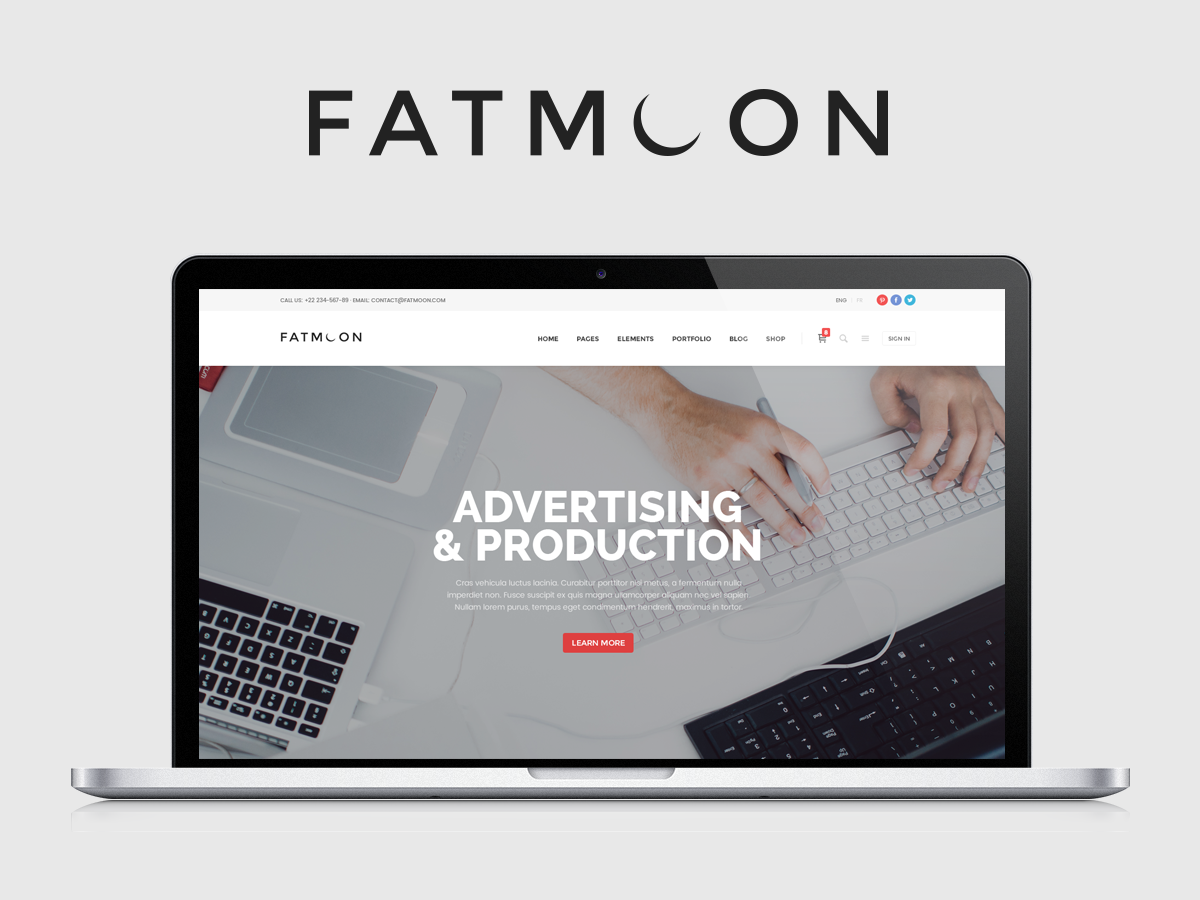 FATMOON
CALL US: +22 234-567-89 · EMAIL: CONTACT@FATMOON.COM
ENG
FATMOON
HOME PAGES ELEMENTS PORTFOLIO BLOG SHOP
SIGN IN
ADVERTISING
& PRODUCTION
Cras vehicula luctus lacinia. Curabitur porttitor nisl metus, a fermentum nulla
imperdiet non. Fusce suscipit ex quis magna ullamcorper aliquam nec vel sapien
Nullam lorem purus, tempus eget condimentum hendrerit, maximus in tortor.
LEARN MORE